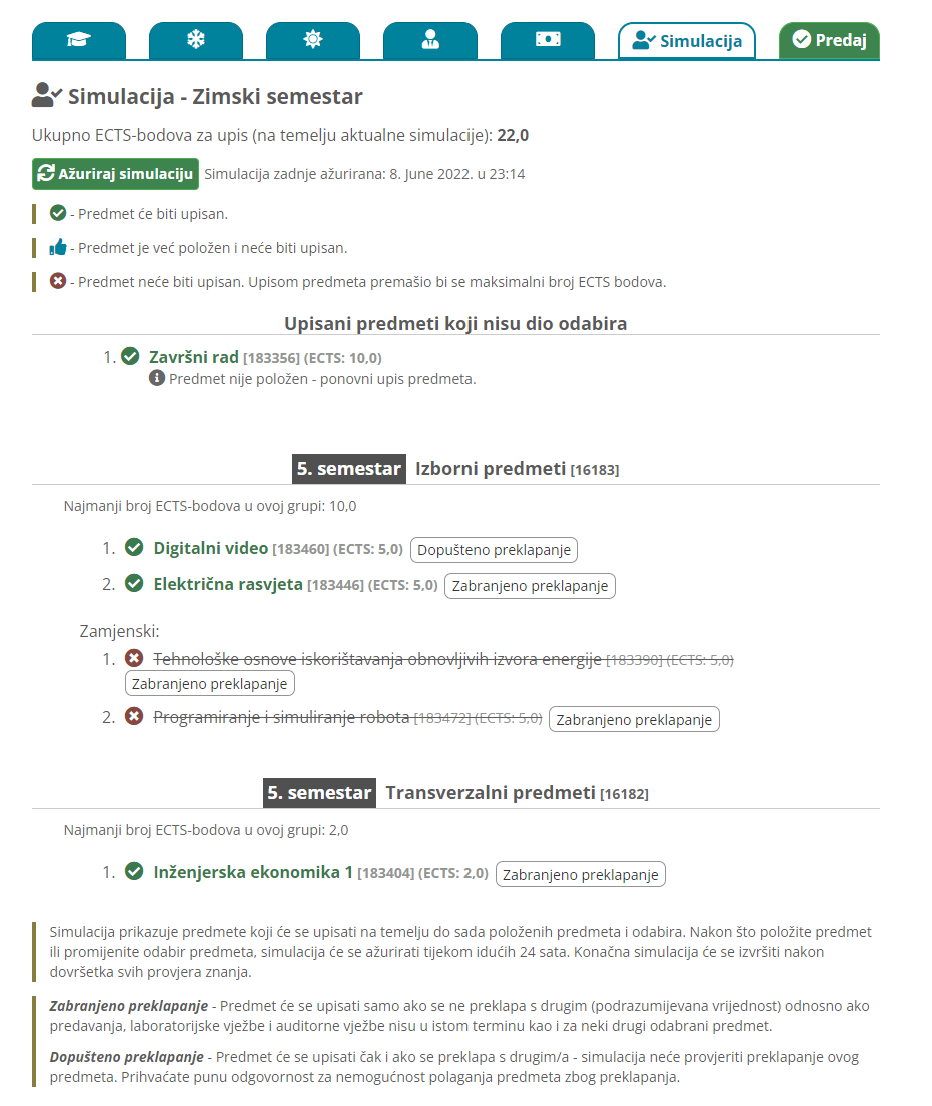 Simulacija
Predaj
Simulacija - Zimski semestar
Ukupno ECTS-bodova za upis (na temelju aktualne simulacije): 22,0
Ažuriraj simulaciju Simulacija zadnje ažurirana: 8. June 2022. u 23:14
- Predmet će biti upisan.
- Predmet je već položen i neće biti upisan.
- Predmet neće biti upisan. Upisom predmeta premašio bi se maksimalni broj ECTS bodova.
Upisani predmeti koji nisu dio odabira
1. Završni rad [183356] (ECTS: 10,0)
Predmet nije položen - ponovni upis predmeta.
5. semestar Izborni predmeti [16183]
Najmanji broj ECTS-bodova u ovoj grupi: 10,0
1. Digitalni video [183460] (ECTS: 5,0) Dopušteno preklapanje
2. Električna rasvjeta [183446] (ECTS: 5,0) Zabranjeno preklapanje
Zamjenski:
1. Tehnološke osnove iskorištavanja obnovljivih izvora energije [183390] (ECTS: 5,0)
Zabranjeno preklapanje
2. Programiranje i simuliranje robota [183472] (ECTS: 5,0) Zabranjeno preklapanje
5. semestar Transverzalni predmeti [16182]
Najmanji broj ECTS-bodova u ovoj grupi: 2,0
1. Inženjerska ekonomika 1 [183404] (ECTS: 2,0) Zabranjeno preklapanje
Simulacija prikazuje predmete koji će se upisati na temelju do sada položenih predmeta i odabira. Nakon što položite predmet
ili promijenite odabir predmeta, simulacija će se ažurirati tijekom idućih 24 sata. Konačna simulacija će se izvršiti nakon
dovršetka svih provjera znanja.
Zabranjeno preklapanje - Predmet će se upisati samo ako se ne preklapa s drugim (podrazumijevana vrijednost) odnosno ako
predavanja, laboratorijske vježbe i auditorne vježbe nisu u istom terminu kao i za neki drugi odabrani predmet.
Dopušteno preklapanje - Predmet će se upisati čak i ako se preklapa s drugim/a - simulacija neće provjeriti preklapanje ovog
predmeta. Prihvaćate punu odgovornost za nemogućnost polaganja predmeta zbog preklapanja.